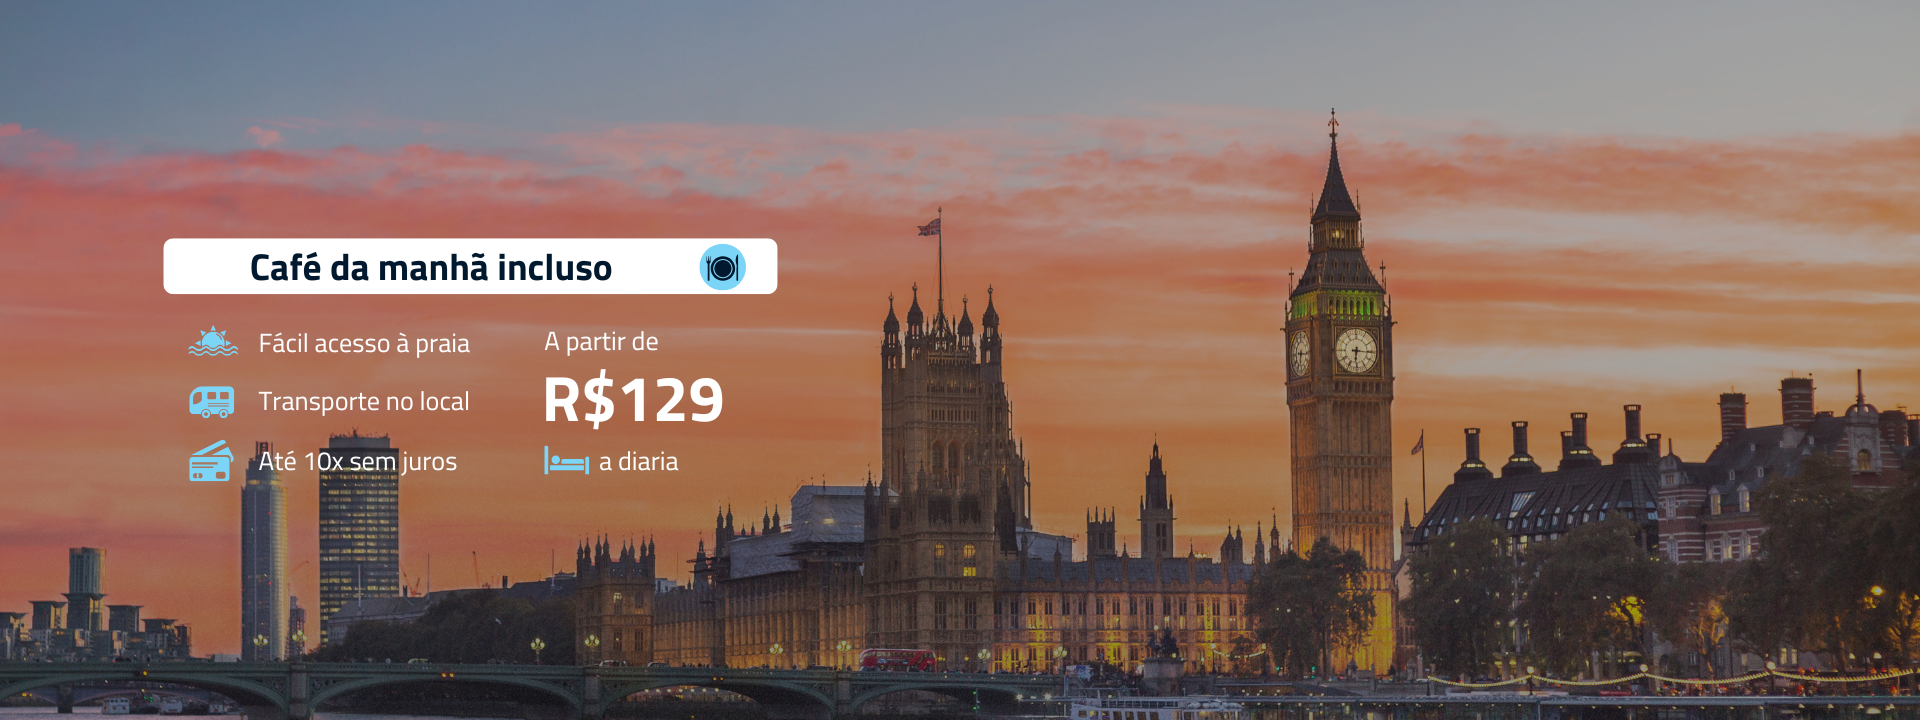 Café da manhã incluso
Fácil acesso à praia
Transporte no local
Até 10x sem juros
A partir de
R$129
a diaria